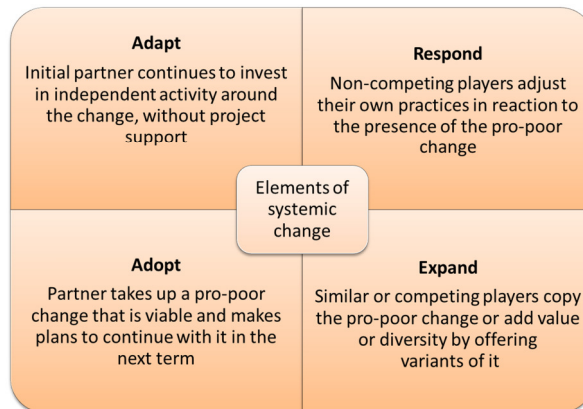 Adapt
Initial partner continues to invest
in independent activity around
the change, without project
support
Respond
Non-competing players adjust
their own practices in reaction to
the presence of the pro-poor
change
Elements of
systemic
change
Adopt
Partner takes up a pro-poor
change that is viable and makes
plans to continue with it in the
next term
Expand
Similar or competing players copy
the pro-poor change or add value
or diversity by offering
variants of it